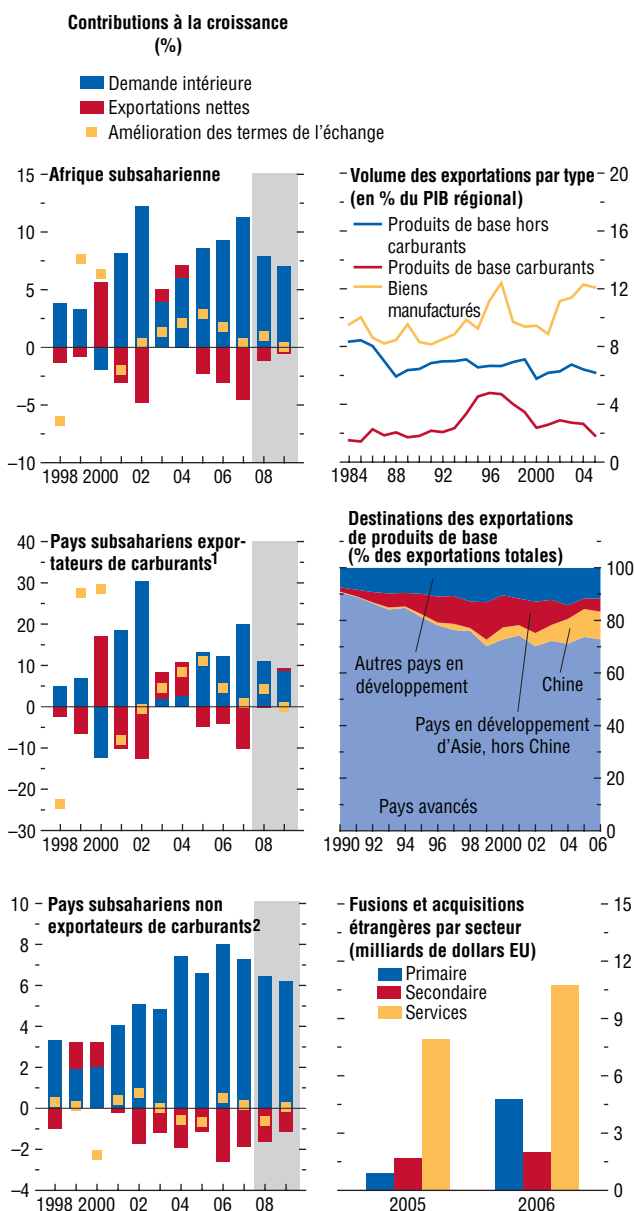 Contributions à la croissance
(%)
Demande intérieure
Exportations nettes
Amélioration des termes de l'échange
Afrique subsaharienne
15
10
5
0
–5
–10
1998 2000 02 04 06 08
Volume des exportations par type
(en % du PIB régional)
Produits de base hors
carburants
Produits de base carburants
Biens
manufacturés
20
16
12
8
4
0
1984 88 92 96 2000 04
Pays subsahariens expor-
tateurs de carburants1
40
30
20
10
0
–10
–20
–30
1998 2000 02 04 06 08
Destinations des exportations
de produits de base
(% des exportations totales)
100
80
60
40
20
0
Autres pays en
développement
Chine
Pays en développement
d'Asie, hors Chine
Pays avancés
1990 92 94 96 98 2000 02 04 06
Pays subsahariens non
exportateurs de carburants2
10
8
6
4
2
0
–2
–4
1998 2000 02 04 06 08
Fusions et acquisitions
étrangères par secteur
(milliards de dollars EU)
Primaire
Secondaire
Services
15
12
9
6
3
0
2005 2006